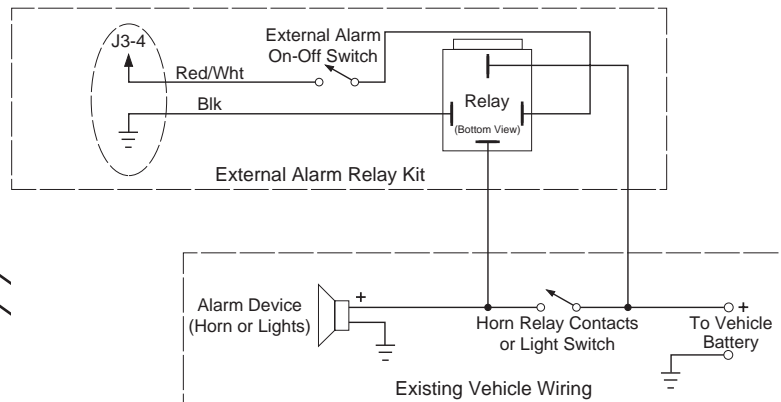 J3-4
External Alarm
On-Off Switch
Red/Wht
Blk
Relay
(Bottom View)
External Alarm Relay Kit
Alarm Device
(Horn or Lights)
+
Horn Relay Contacts
or Light Switch
+
To Vehicle
Battery
Existing Vehicle Wiring